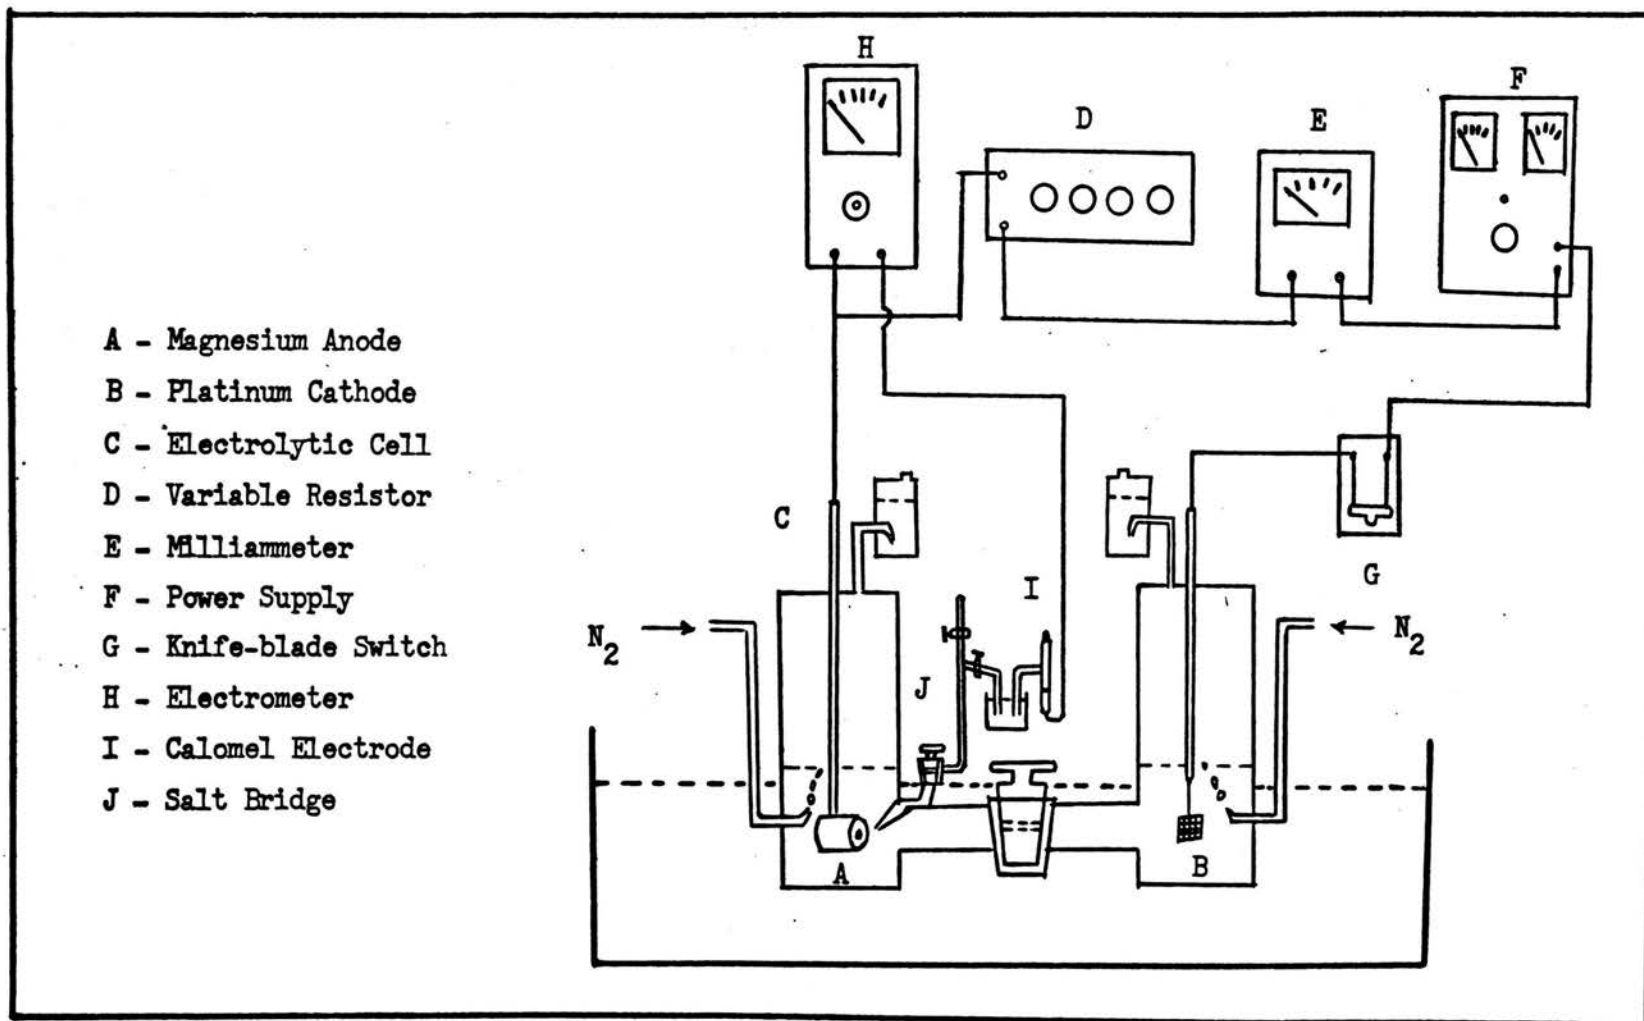 H
F
D
E
A - Magnesium Anode
B - Platinum Cathode
C - Electrolytic Cell
D - Variable Resistor
E - Milliammeter
F - Power Supply
G - Knife-blade Switch
H - Electrometer
I - Calomel Electrode
J - Salt Bridge
C
I
G
N2
N2
J
A
B